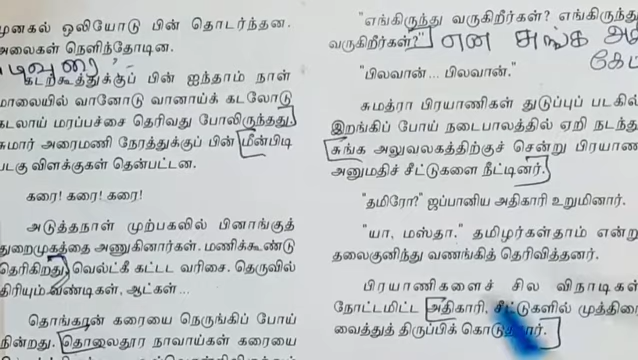 முனகல் ஒலியோடு பின் தொடர்ந்தன.
அலைகள் நெளிந்தோடின.
முடிவுரை :-
கடற்கூத்துக்குப் பின் ஐந்தாம் நாள்
மாலையில் வானோடு வானாய்க் கடலோடு
கடலாய் மரப்பச்சை தெரிவது போலிருந்தது.
சுமார் அரைமணி நேரத்துக்குப் பின் மீன்பிடி
படகு விளக்குகள் தென்பட்டன.
கரை! கரை! கரை!
அடுத்தநாள் முற்பகலில் பினாங்குத்
துறைமுகத்தை அணுகினார்கள். மணிக்கூண்டு
தெரிகிறது. வெல்ட்கீ கட்டட வரிசை. தெருவில்
திரியும் வண்டிகள், ஆட்கள்...
தொங்கான் கரையை நெருங்கிப் போய்
நின்றது. தொலைதூர நாவாய்கள் கரையை
"எங்கிருந்து வருகிறீர்கள்? எங்கிருந்து
வருகிறீர்கள்?" என சுங்க
"பிலவான்... பிலவான்."
சுமத்ரா பிரயாணிகள் துடுப்புப் படகில்
இறங்கிப் போய் நடைபாலத்தில் ஏறி நடந்து
சுங்க அலுவலகத்திற்குச் சென்று பிரயாண
அனுமதிச் சீட்டுகளை நீட்டினர்.
"தமிரோ?" ஜப்பானிய அதிகாரி உறுமினார்.
"யா, மஸ்தா." தமிழர்கள்தாம் என்று
தலைகுனிந்து வணங்கித் தெரிவித்தனர்.
பிரயாணிகளைச் சில விநாடிகள்
நோட்டமிட்ட அதிகாரி, சீட்டுகளில் முத்திரை
வைத்துத் திருப்பிக் கொடுத்தார்.